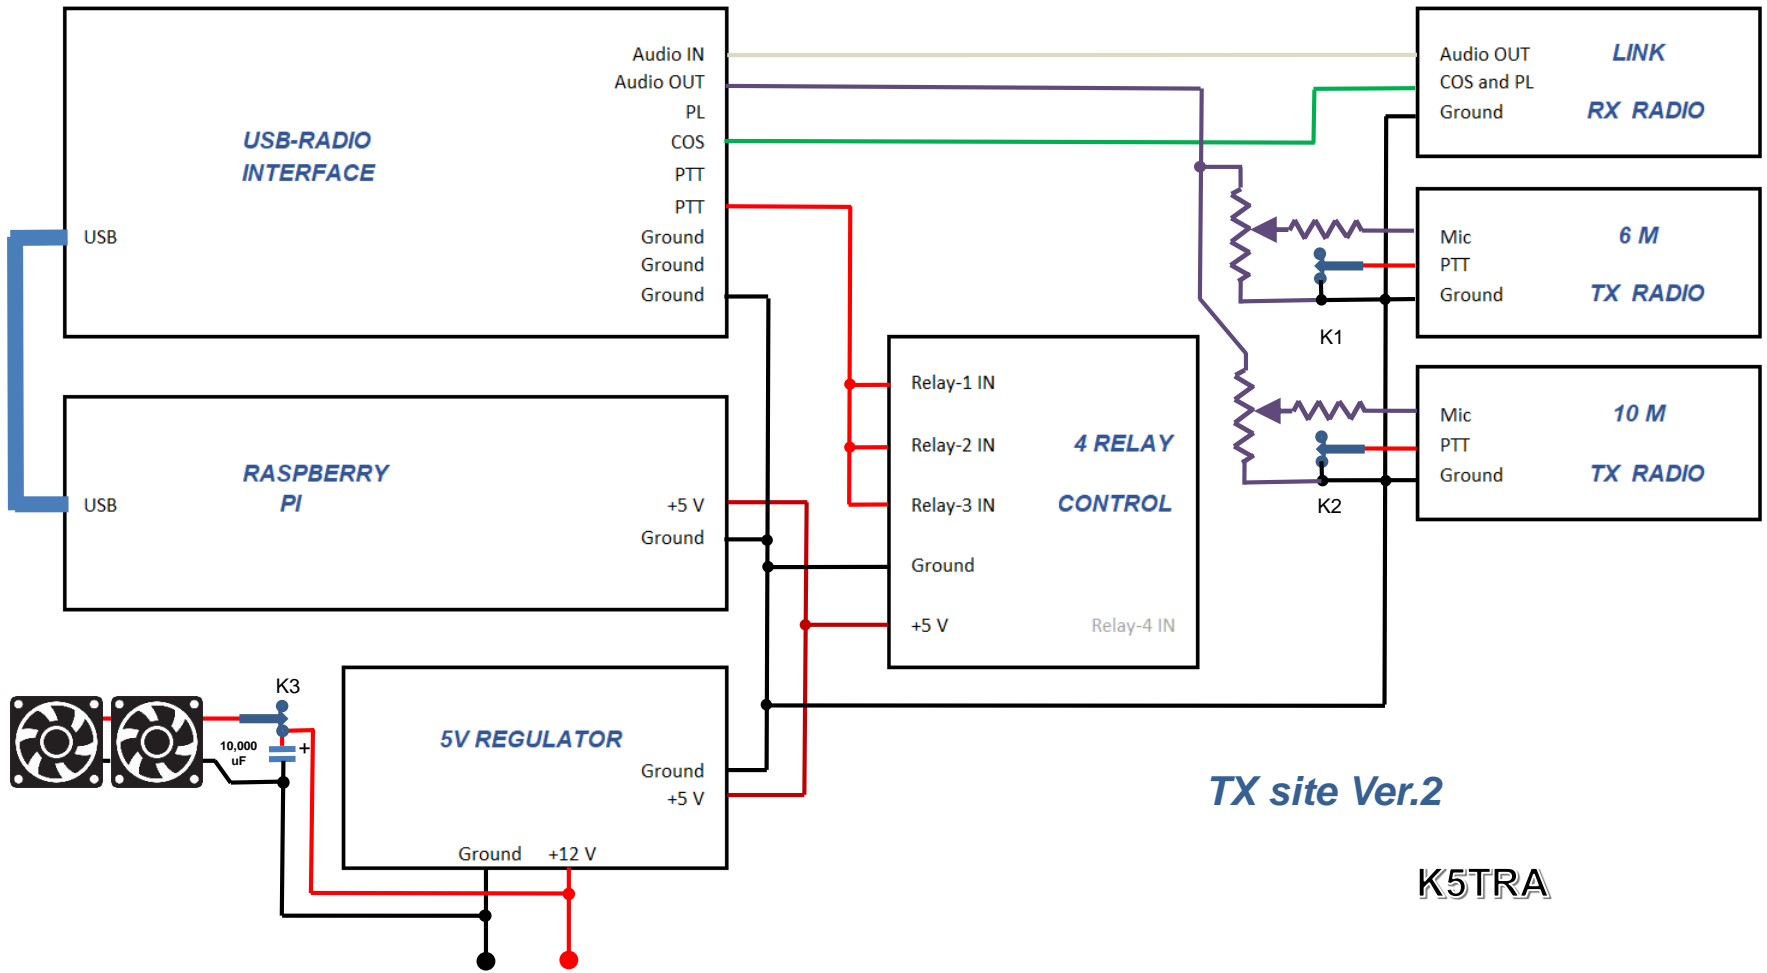 Audio IN
Audio OUT
PL
COS
PTT
PTT
Ground
Ground
Ground
USB-RADIO
INTERFACE
USB
Audio OUT
COS and PL
Ground
LINK
RX RADIO
Mic
PTT
Ground
6 M
TX RADIO
K1
Mic
PTT
Ground
10 M
TX RADIO
K2
Relay-1 IN
Relay-2 IN
Relay-3 IN
Ground
+5 V
4 RELAY
CONTROL
Relay-4 IN
RASPBERRY
PI
USB
+5 V
Ground
K3
10,000
uF
+
5V REGULATOR
Ground
+5 V
Ground +12 V
TX site Ver.2
K5TRA